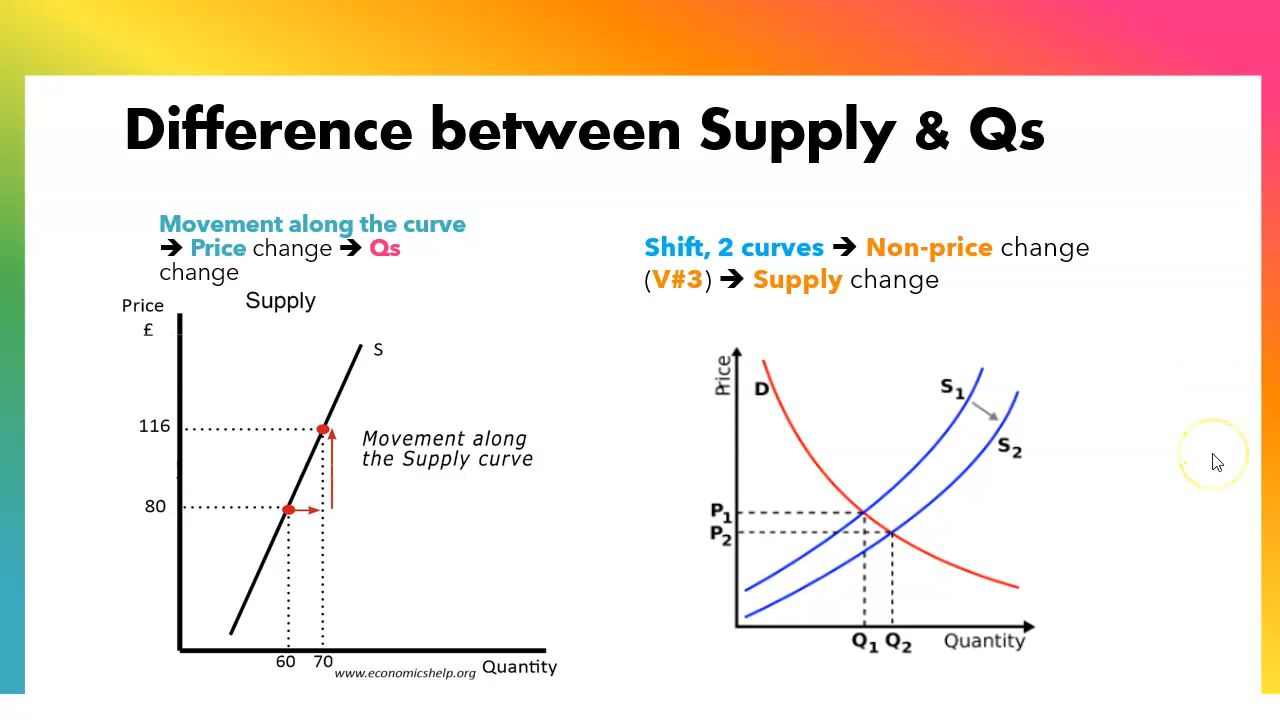 Difference between Supply & Qs
Movement along the curve
➔ Price change ➔ Qs
change
Shift, 2 curves ➔ Non-price change
(V#3) ➔ Supply change
Price
£
Supply
S
116
80
Movement along
the Supply curve
60
70
Quantity
www.economicshelp.org
Price
D
S1
S2
P1
P2
Q1
Q2
Quantity